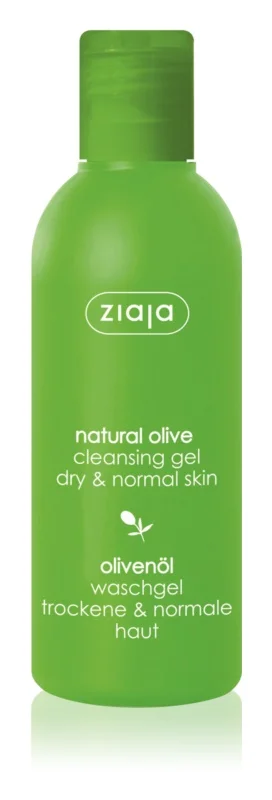 ziaja
natural olive
cleansing gel
dry & normal skin
olivenöl
waschgel
trockene & normale
haut